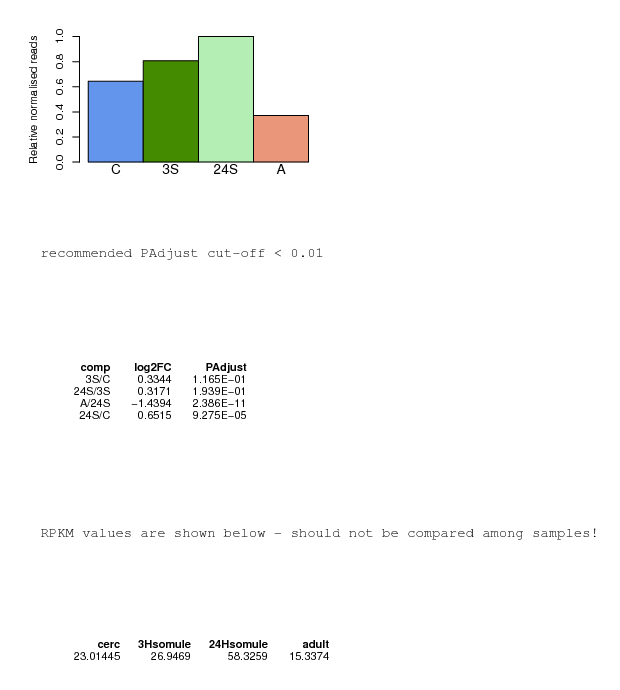 Relative normalised reads
1.0
0.8
0.6
0.4
0.2
0.0
C 3S 24S A
recommended PAdjust cut-off < 0.01
comp log2FC PAdjust
3S/C 0.3344 1.165E-01
24S/3S 0.3171 1.939E-01
A/24S -1.4394 2.386E-11
24S/C 0.6515 9.275E-05
RPKM values are shown below - should not be compared among samples!
cerc 3Hsomule 24Hsomule adult
23.01445 26.9469 58.3259 15.3374